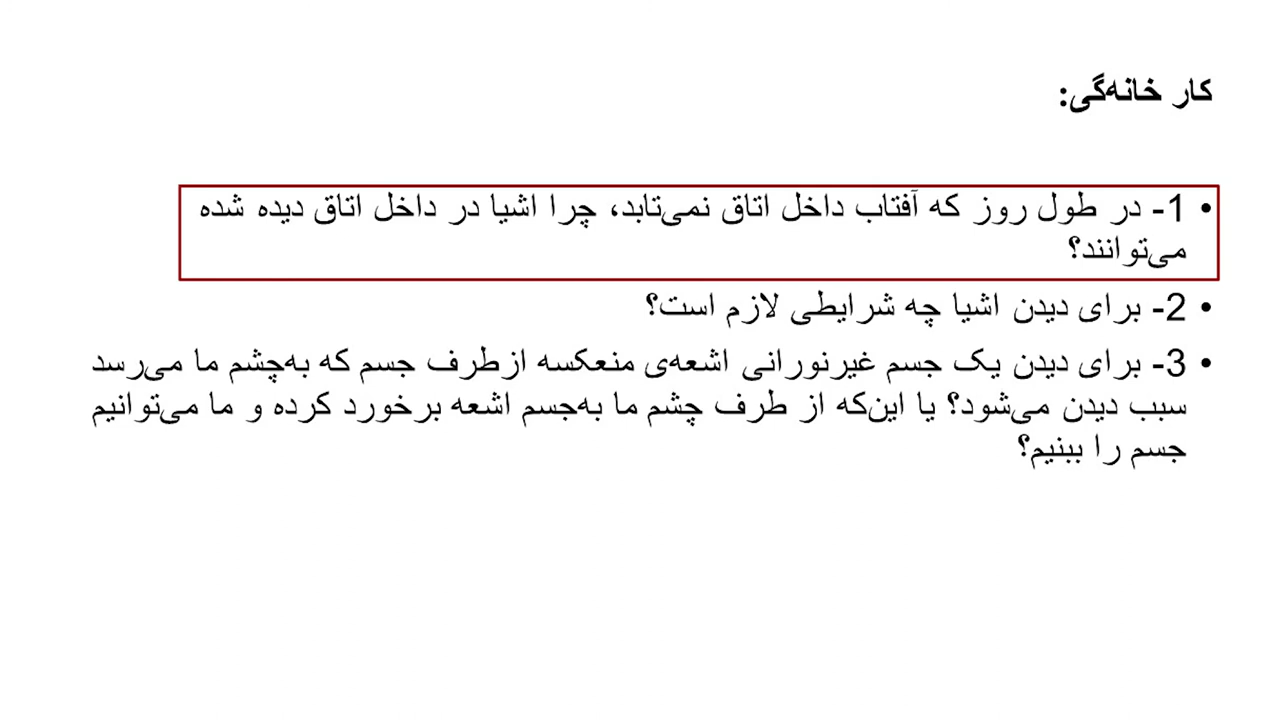 کار خانه‌گی:
• 1- در طول روز که آفتاب داخل اتاق نمی‌تابد، چرا اشیا در داخل اتاق دیده شده
می‌توانند؟
• 2- برای دیدن اشیا چه شرایطی لازم است؟
• 3- برای دیدن یک جسم غیرنورانی اشعه‌ی منعکسه ازطرف جسم که به‌چشم ما می‌رسد
سبب دیدن می‌شود؟ یا این‌که از طرف چشم ما به‌جسم اشعه برخورد کرده و ما می‌توانیم
جسم را ببنیم؟